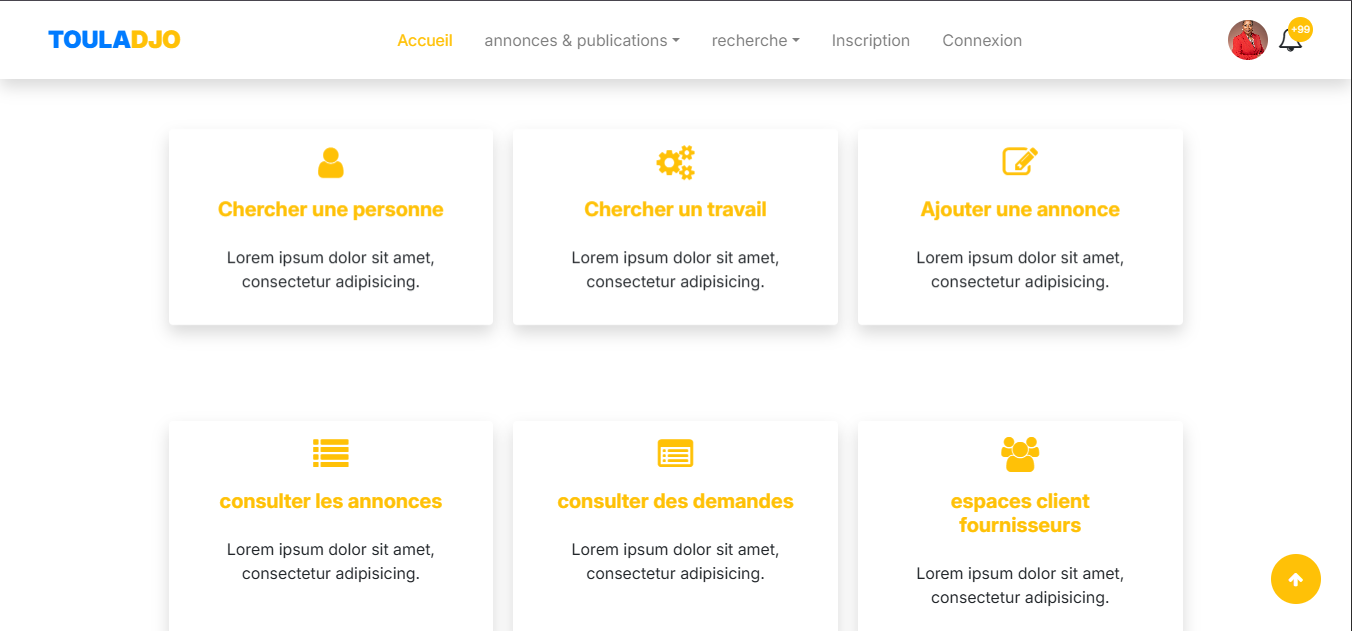 TOULADJO
Accueil
annonces & publications
recherche
Inscription
Connexion
+99
Chercher une personne
Lorem ipsum dolor sit amet,
consectetur adipisicing.
Chercher un travail
Lorem ipsum dolor sit amet,
consectetur adipisicing.
Ajouter une annonce
Lorem ipsum dolor sit amet,
consectetur adipisicing.
consulter les annonces
Lorem ipsum dolor sit amet,
consectetur adipisicing.
consulter des demandes
Lorem ipsum dolor sit amet,
consectetur adipisicing.
espaces client
fournisseurs
Lorem ipsum dolor sit amet,
consectetur adipisicing.